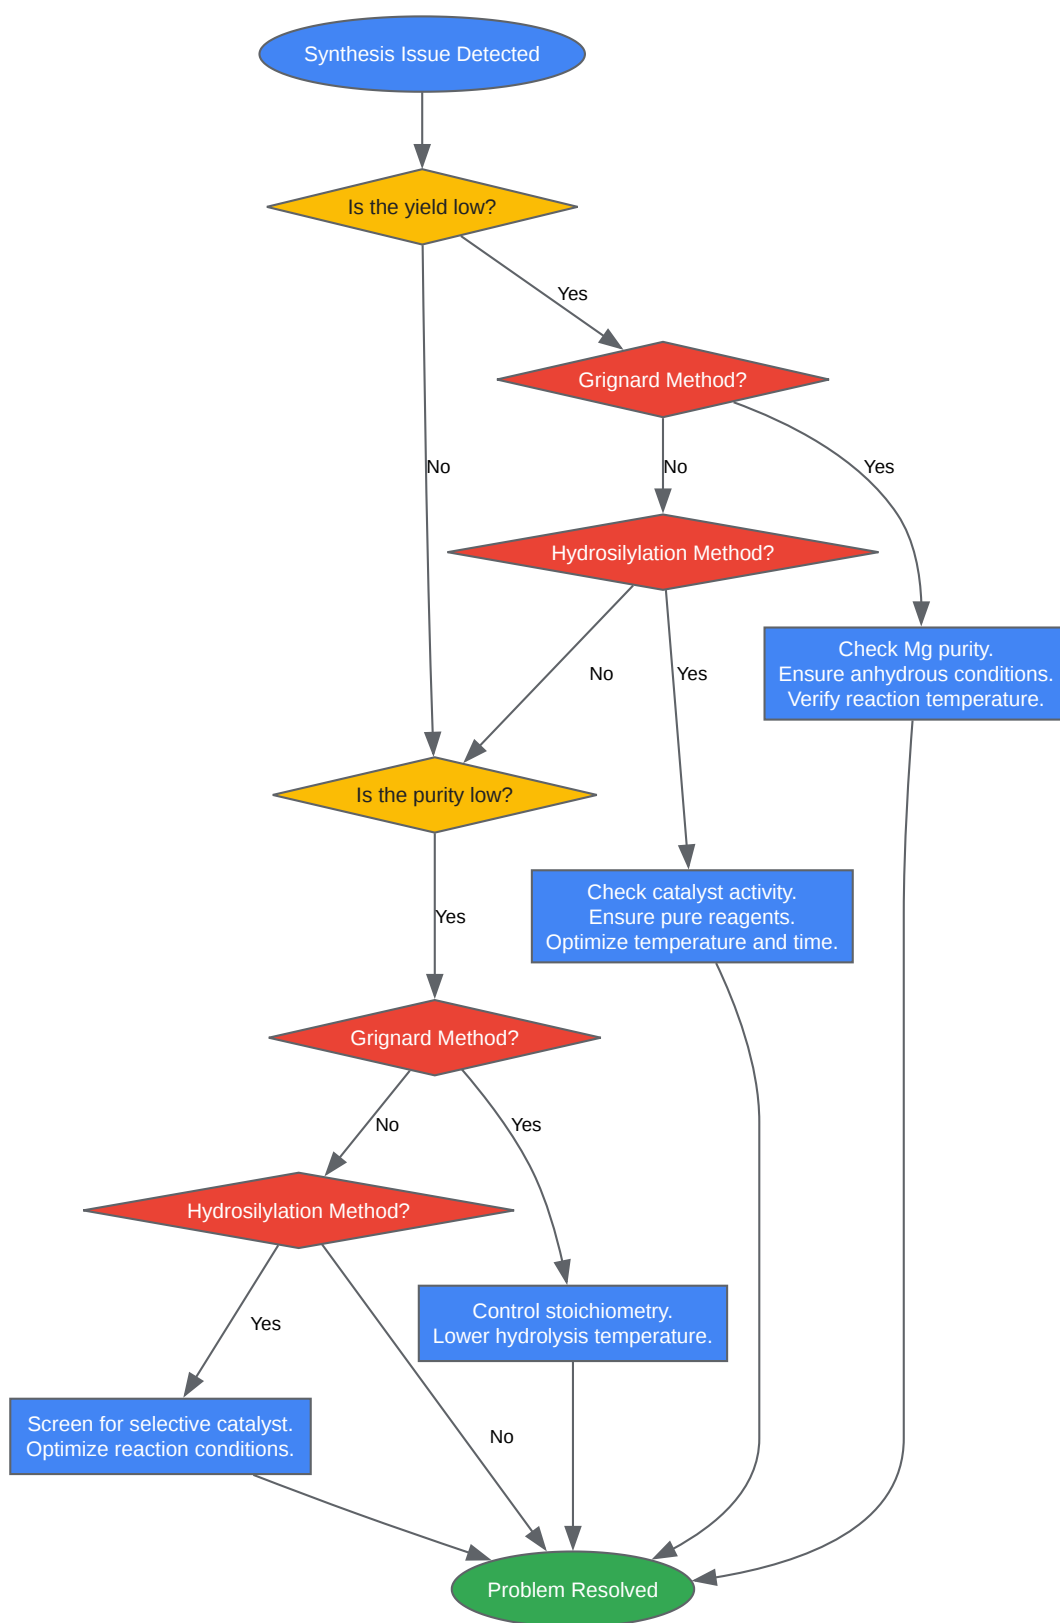 Synthesis Issue Detected
Is the yield low?
Yes
Grignard Method?
No
No
Yes
Hydrosilylation Method?
Check Mg purity.
Ensure anhydrous conditions.
Verify reaction temperature.
No
Yes
Is the purity low?
Check catalyst activity.
Ensure pure reagents.
Optimize temperature and time.
Yes
Grignard Method?
No
Yes
Hydrosilylation Method?
Control stoichiometry.
Lower hydrolysis temperature.
Yes
No
Screen for selective catalyst.
Optimize reaction conditions.
Problem Resolved